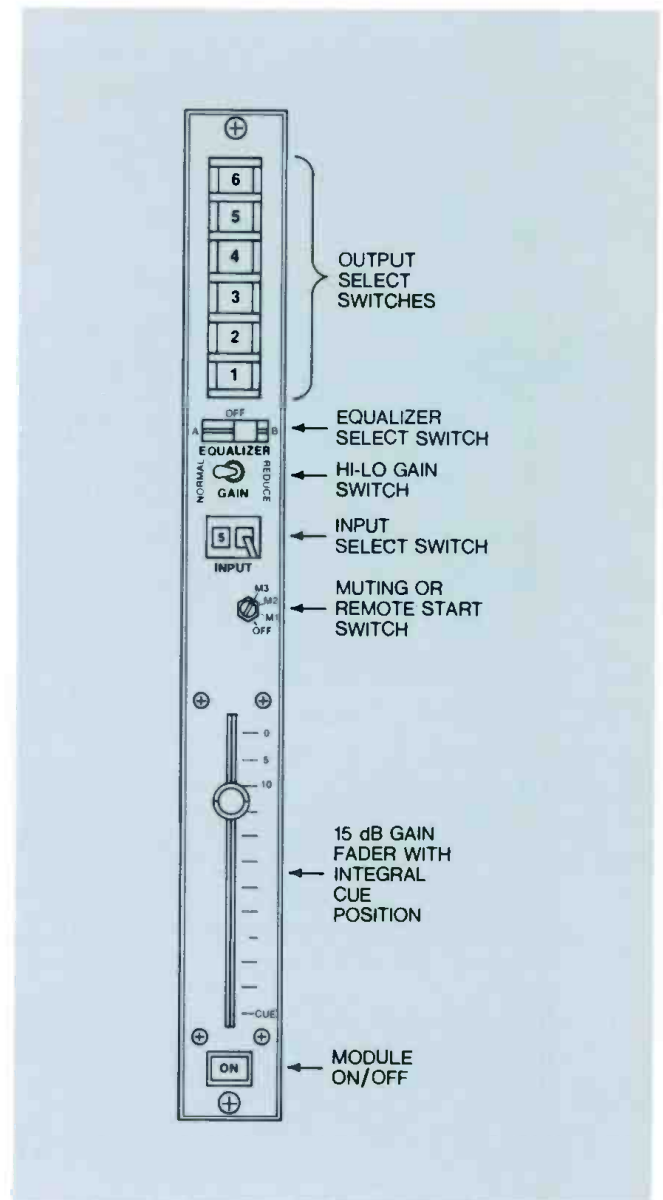 6
5
4
3
2
1
OUTPUT
SELECT
SWITCHES
OFF
A
B
EQUALIZER
EQUALIZER
SELECT SWITCH
NORMAL
REDUCE
GAIN
HI-LO GAIN
SWITCH
5
INPUT
INPUT
SELECT SWITCH
M3
M2
M1
OFF
MUTING OR
REMOTE START
SWITCH
0
5
10
15 dB GAIN
FADER WITH
INTEGRAL
CUE
POSITION
CUE
ON
MODULE
ON/OFF